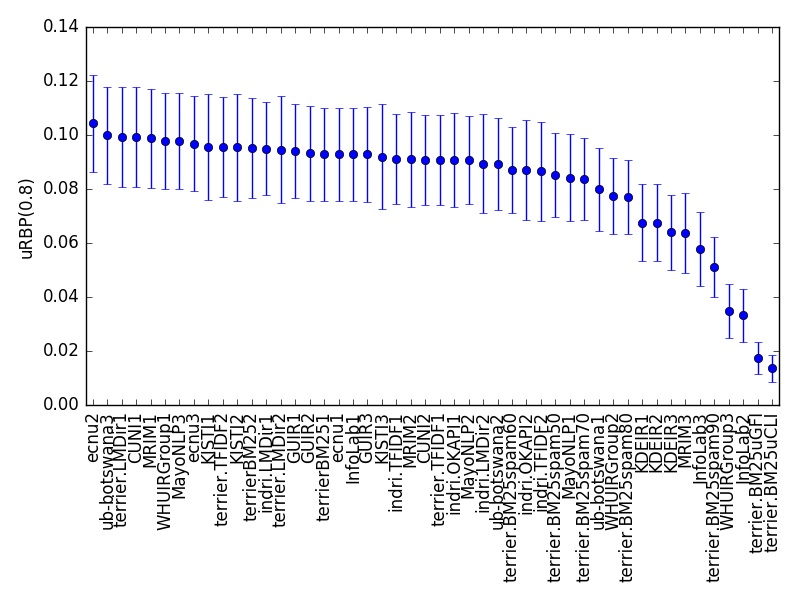 0.14
0.12
0.10
0.08
0.06
0.04
0.02
0.00
uRBP(0.8)
ecnu2
ub-botswana3
terrier.LMDir1
CUNI1
MRIM1
WHUIRGroup1
MayoNLP3
ecnu3
KISTI1
terrier.TFIDF2
KISTI2
terrierBM252
indri.LMDir1
terrier.LMDir2
GUIR1
GUIR2
terrierBM251
ecnu1
InfoLab1
GUIR3
KISTI3
indri.TFIDF1
MRIM2
CUNI2
terrier.TFIDF1
indri.OKAPI1
MayoNLP2
indri.LMDir2
ub-botswana2
terrier.BM25spam60
indri.OKAPI2
indri.TFIDF2
terrier.BM25spam50
MayoNLP1
terrier.BM25spam70
ub-botswana1
WHUIRGroup2
terrier.BM25spam80
KDEIR1
KDEIR2
KDEIR3
MRIM3
InfoLab3
terrier.BM25spam90
WHUIRGroup3
InfoLab2
terrier.BM25uGFI
terrier.BM25uCLI